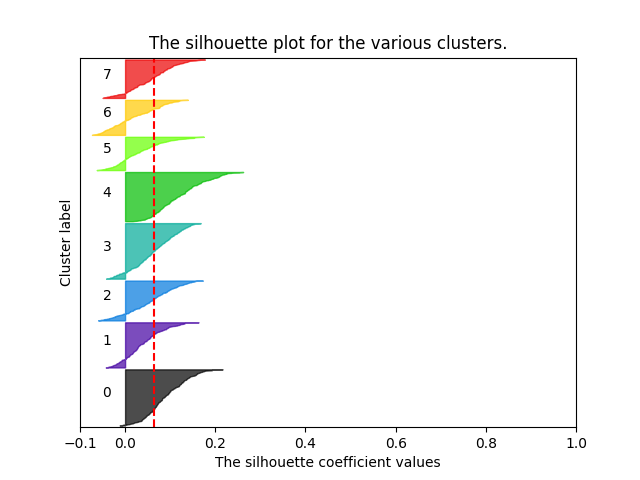 The silhouette plot for the various clusters.
7
6
5
4
3
2
1
0
Cluster label
−0.1 0.0 0.2 0.4 0.6 0.8 1.0
The silhouette coefficient values